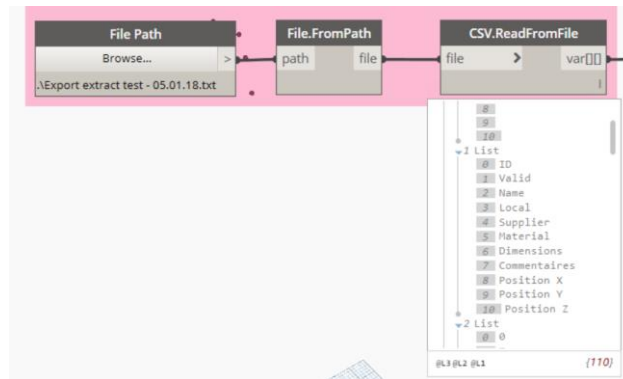 File Path
Browse...
>
.\Export extract test - 05.01.18.txt
File.FromPath
path
file
CSV.ReadFromFile
file
>
var[][]
l
8
9
10
1 List
0 ID
1 Valid
2 Name
3 Local
4 Supplier
5 Material
6 Dimensions
7 Commentaires
8 Position X
9 Position Y
10 Position Z
2 List
0 0
@L3 @L2 @L1
{110}